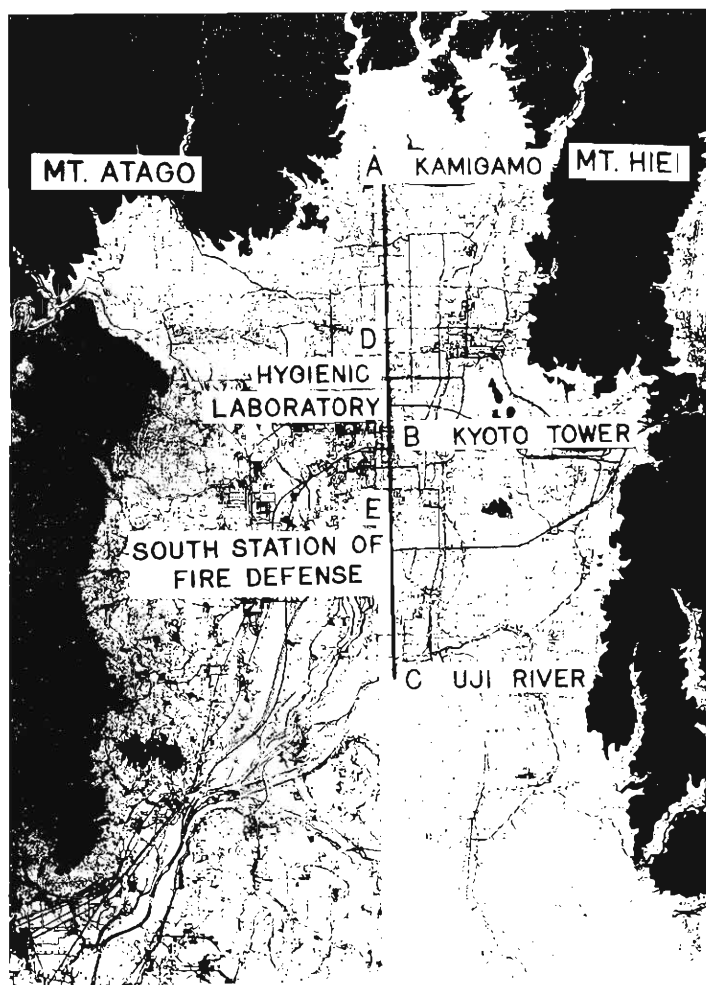 MT. ATAGO
A KAMIGAMO
MT. HIEI
D
HYGIENIC
LABORATORY
B KYOTO TOWER
E
SOUTH STATION OF
FIRE DEFENSE
C UJI RIVER